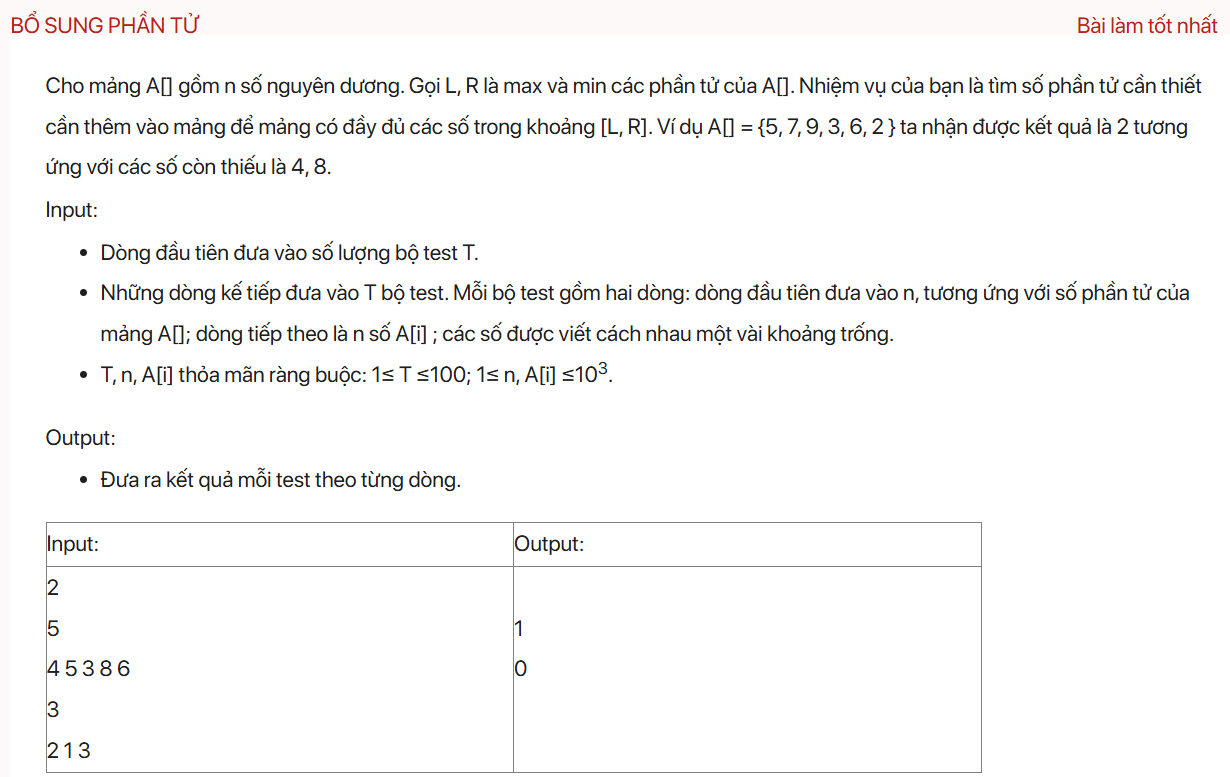 BỔ SUNG PHẦN TỬ
Bài làm tốt nhất
Cho mảng A[] gồm n số nguyên dương. Gọi L, R là max và min các phần tử của A[]. Nhiệm vụ của bạn là tìm số phần tử cần thiết
cần thêm vào mảng để mảng có đầy đủ các số trong khoảng [L, R]. Ví dụ A[] = {5, 7, 9, 3, 6, 2 } ta nhận được kết quả là 2 tương
ứng với các số còn thiếu là 4, 8.
Input:
• Dòng đầu tiên đưa vào số lượng bộ test T.
• Những dòng kế tiếp đưa vào T bộ test. Mỗi bộ test gồm hai dòng: dòng đầu tiên đưa vào n, tương ứng với số phần tử của
mảng A[]; dòng tiếp theo là n số A[i] ; các số được viết cách nhau một vài khoảng trống.
• T, n, A[i] thỏa mãn ràng buộc: 1≤ T ≤100; 1≤ n, A[i] ≤10³.
Output:
• Đưa ra kết quả mỗi test theo từng dòng.
Input:
Output:
2
5
4 5 3 8 6
3
2 1 3
1
0